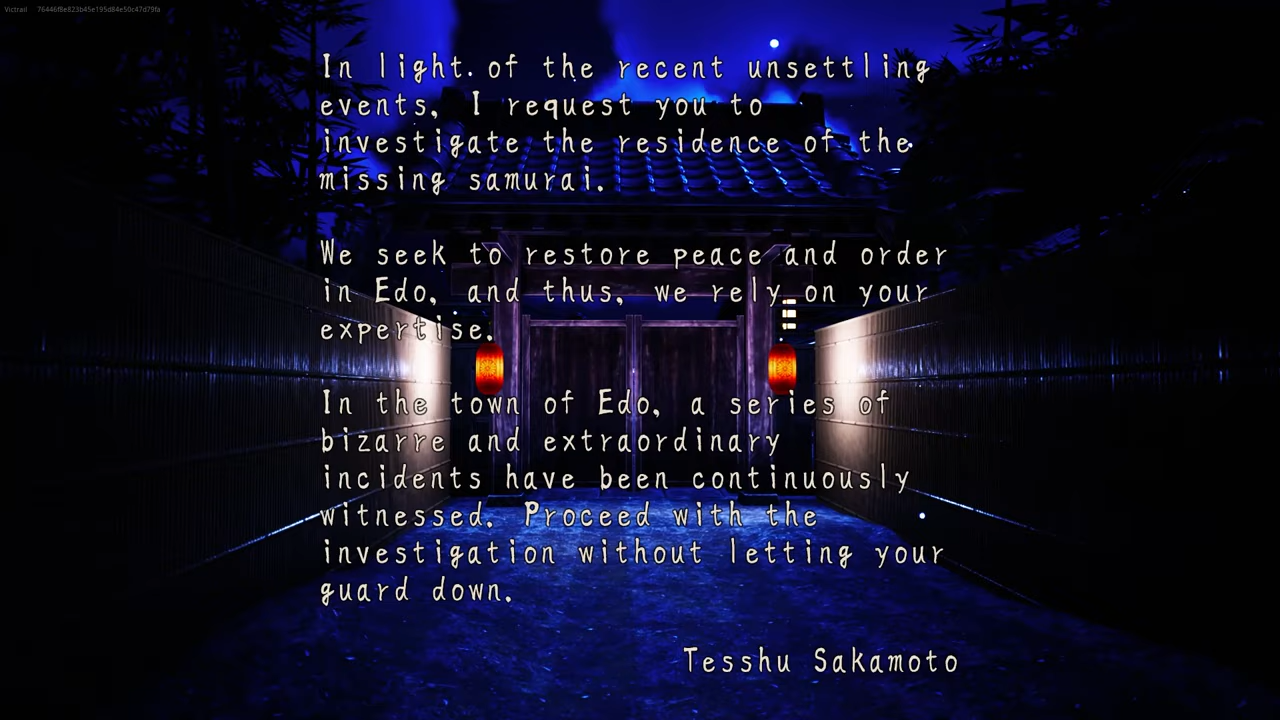 Victrail 76446f8e823b45e195d84e50c47d79fa
In light of the recent unsettling
events, I request you to
investigate the residence of the
missing samurai.
We seek to restore peace and order
in Edo, and thus, we rely on your
expertise.
In the town of Edo, a series of
bizarre and extraordinary
incidents have been continuously
witnessed. Proceed with the
investigation without letting your
guard down.
Tesshu Sakamoto